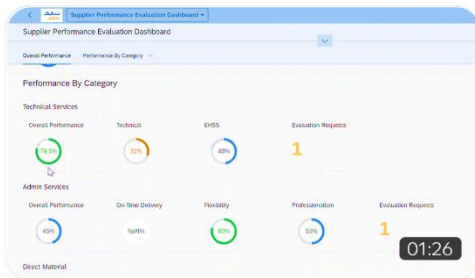 Supplier Performance Evaluation Dashboard
Supplier Performance Evaluation Dashboard
Overall Performance Performance By Category
Performance By Category
Technical Services
Overall Performance Technical EHSS Evaluation Requests
79.5% 31% 48% 1
Admin Services
Overall Performance On-Time Delivery Flexibility Professionalism Evaluation Requests
45% NaN% 80% 50% 1
01:26
Direct Material